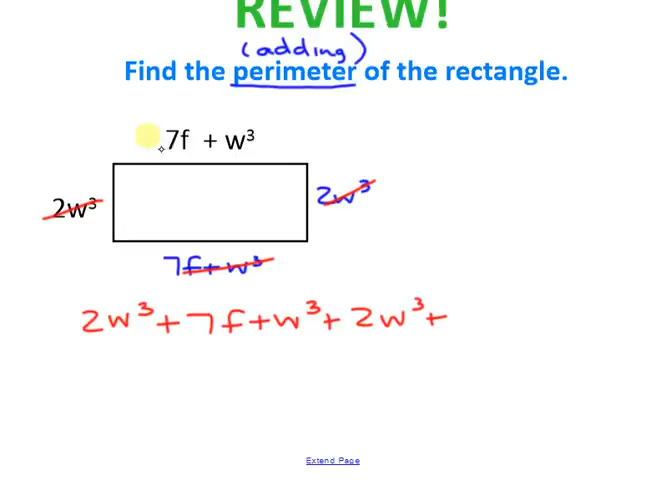 REVIEW!
(adding)
Find the perimeter of the rectangle.
7f + w³
2w³
2w³
7f+w³
2w³+7f+w³+2w³+
Extend Page